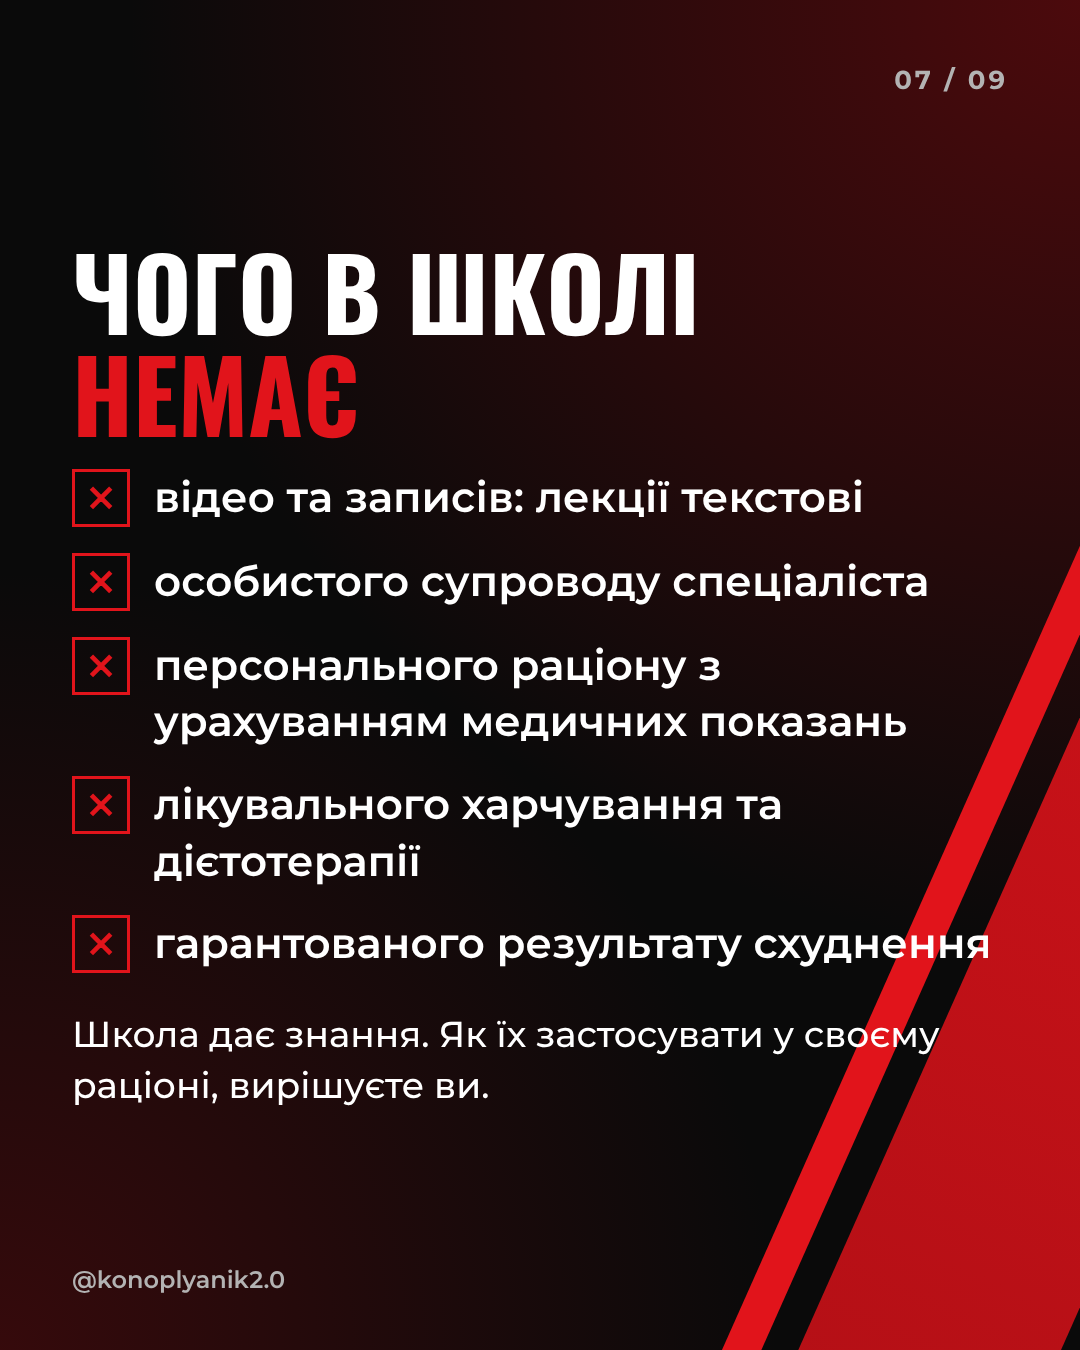 07 / 09
ЧОГО В ШКОЛІ
НЕМАЄ
відео та записів: лекції текстові
особистого супроводу спеціаліста
персонального раціону з
урахуванням медичних показань
лікувального харчування та
дієтотерапії
гарантованого результату схуднення
Школа дає знання. Як їх застосувати у своєму
раціоні, вирішуєте ви.
@konoplyanik2.0